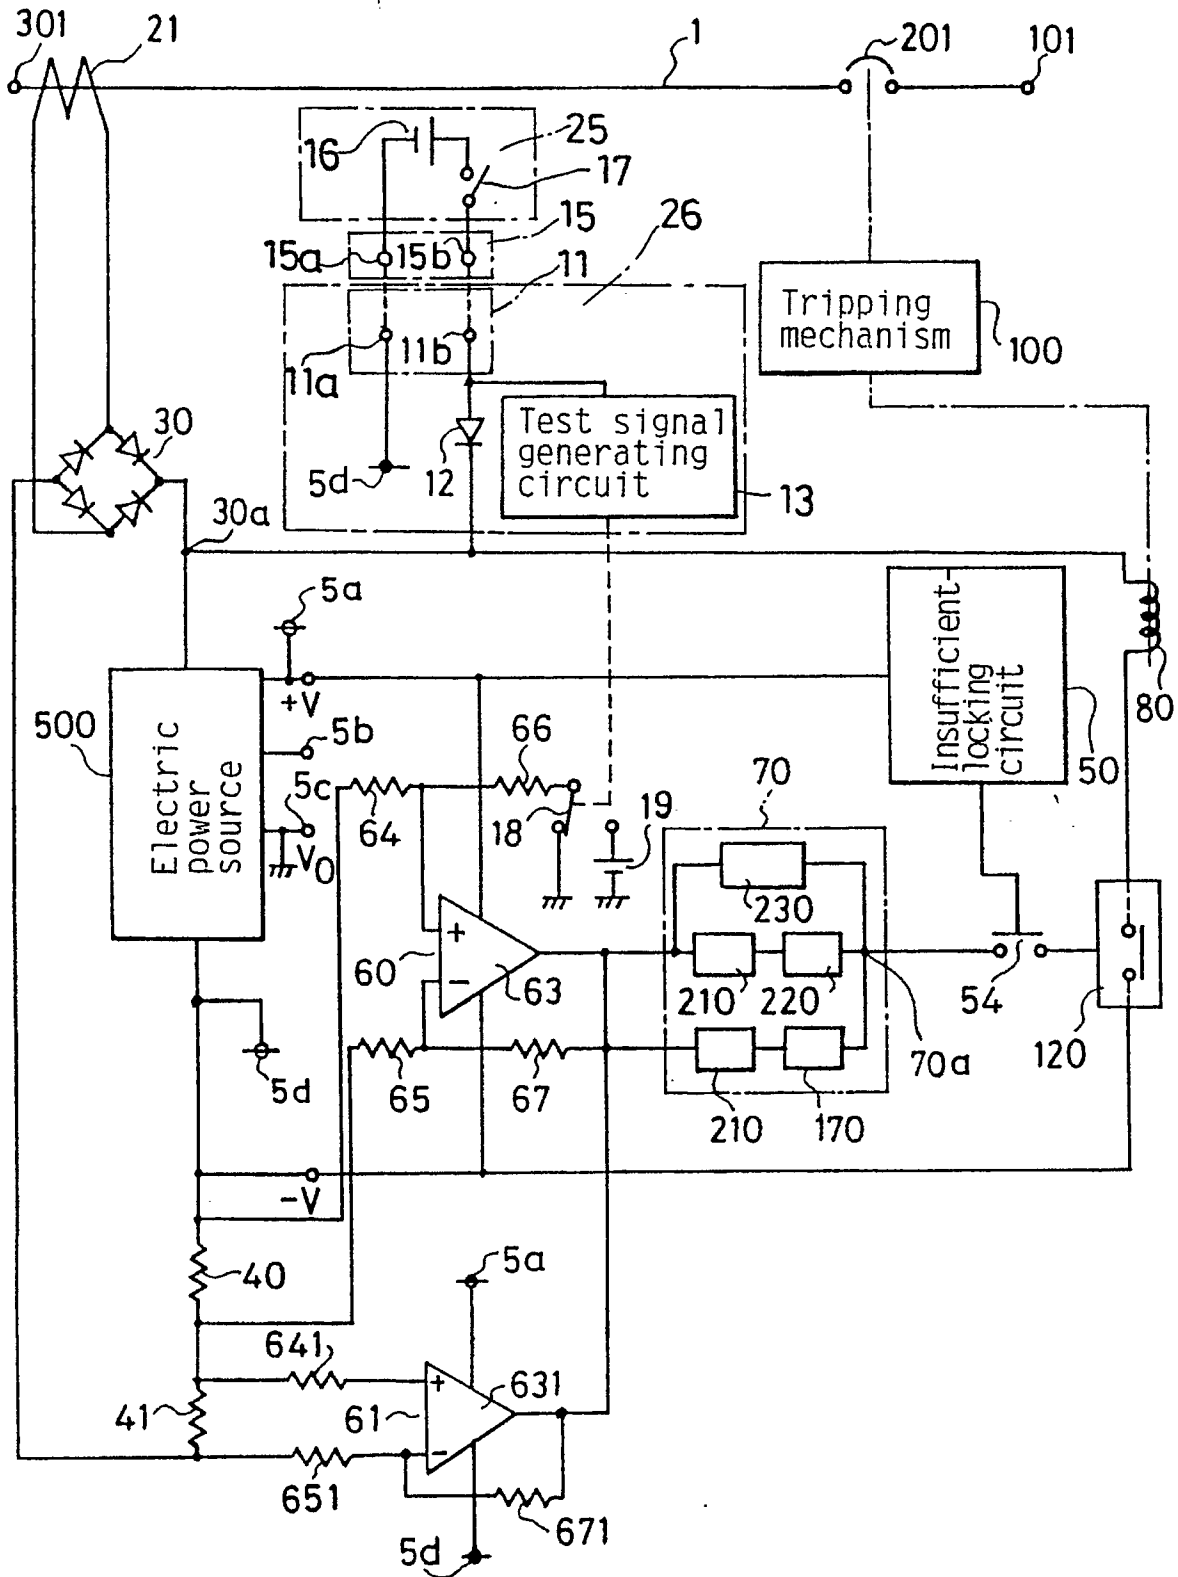 301
21
1
201
101
16
25
17
15
15a
15b
26
11
11a
11b
Tripping
mechanism
100
30
5d
12
Test signal
generating
circuit
13
30a
5a
500
Electric
power
source
+V
5b
5c
V0
66
64
18
19
70
Insufficient
locking
circuit
50
80
60
+
−
63
230
210
220
54
70a
120
5d
65
67
210
170
−V
40
5a
641
41
61
+
−
631
651
671
5d